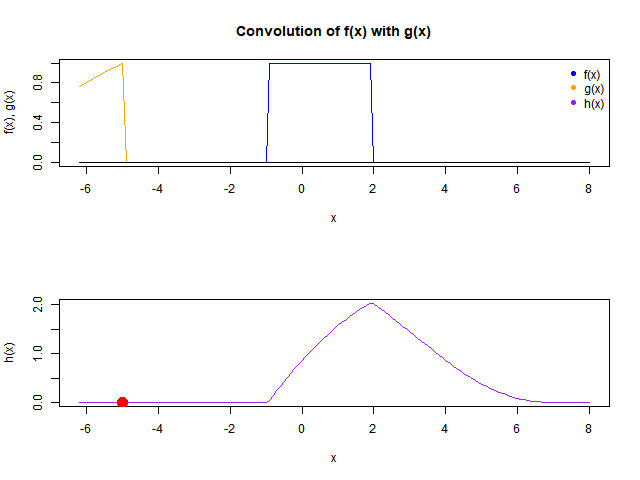 Convolution of f(x) with g(x)
f(x), g(x)
0.0 0.4 0.8
f(x)
g(x)
h(x)
-6 -4 -2 0 2 4 6 8
x
h(x)
0.0 1.0 2.0
-6 -4 -2 0 2 4 6 8
x